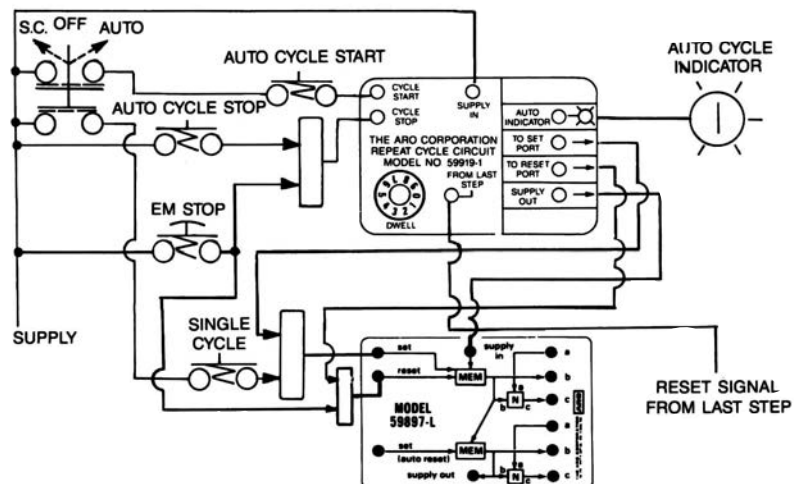 S.C. OFF AUTO
AUTO CYCLE START
AUTO CYCLE
INDICATOR
CYCLE
START
CYCLE
STOP
SUPPLY
IN
AUTO
INDICATOR
TO SET
PORT
TO RESET
PORT
SUPPLY
OUT
THE ARO CORPORATION
REPEAT CYCLE CIRCUIT
MODEL NO 59919-1
FROM LAST
STEP
DWELL
AUTO CYCLE STOP
EM STOP
SUPPLY
SINGLE
CYCLE
RESET SIGNAL
FROM LAST STEP
set
reset
supply
in
MEM
a
b
a
b N c
c
MODEL
59897-L
set
(auto reset)
MEM
supply out
a
b
a
b N c
c
ARO